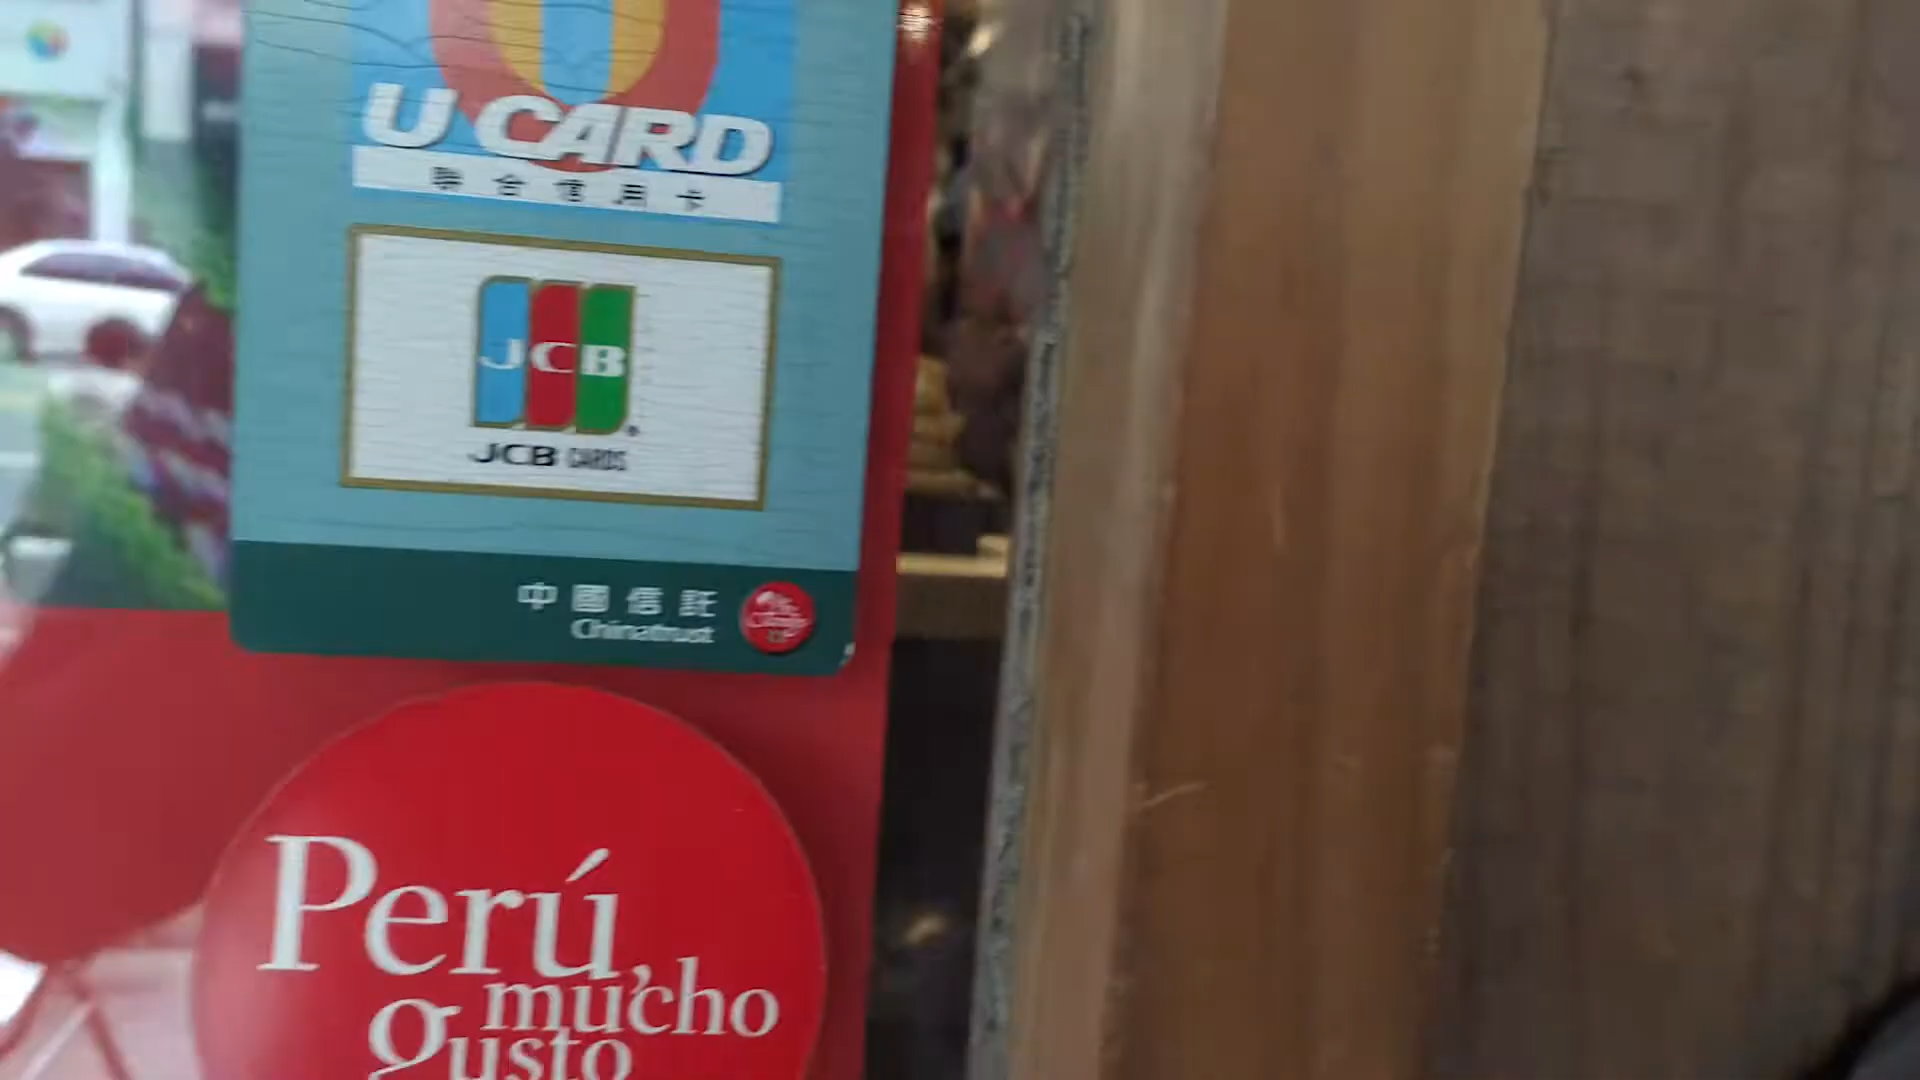 U CARD
聯合信用卡
JCB
JCB CARDS
中國信託
Chinatrust
Perú,
mucho
gusto